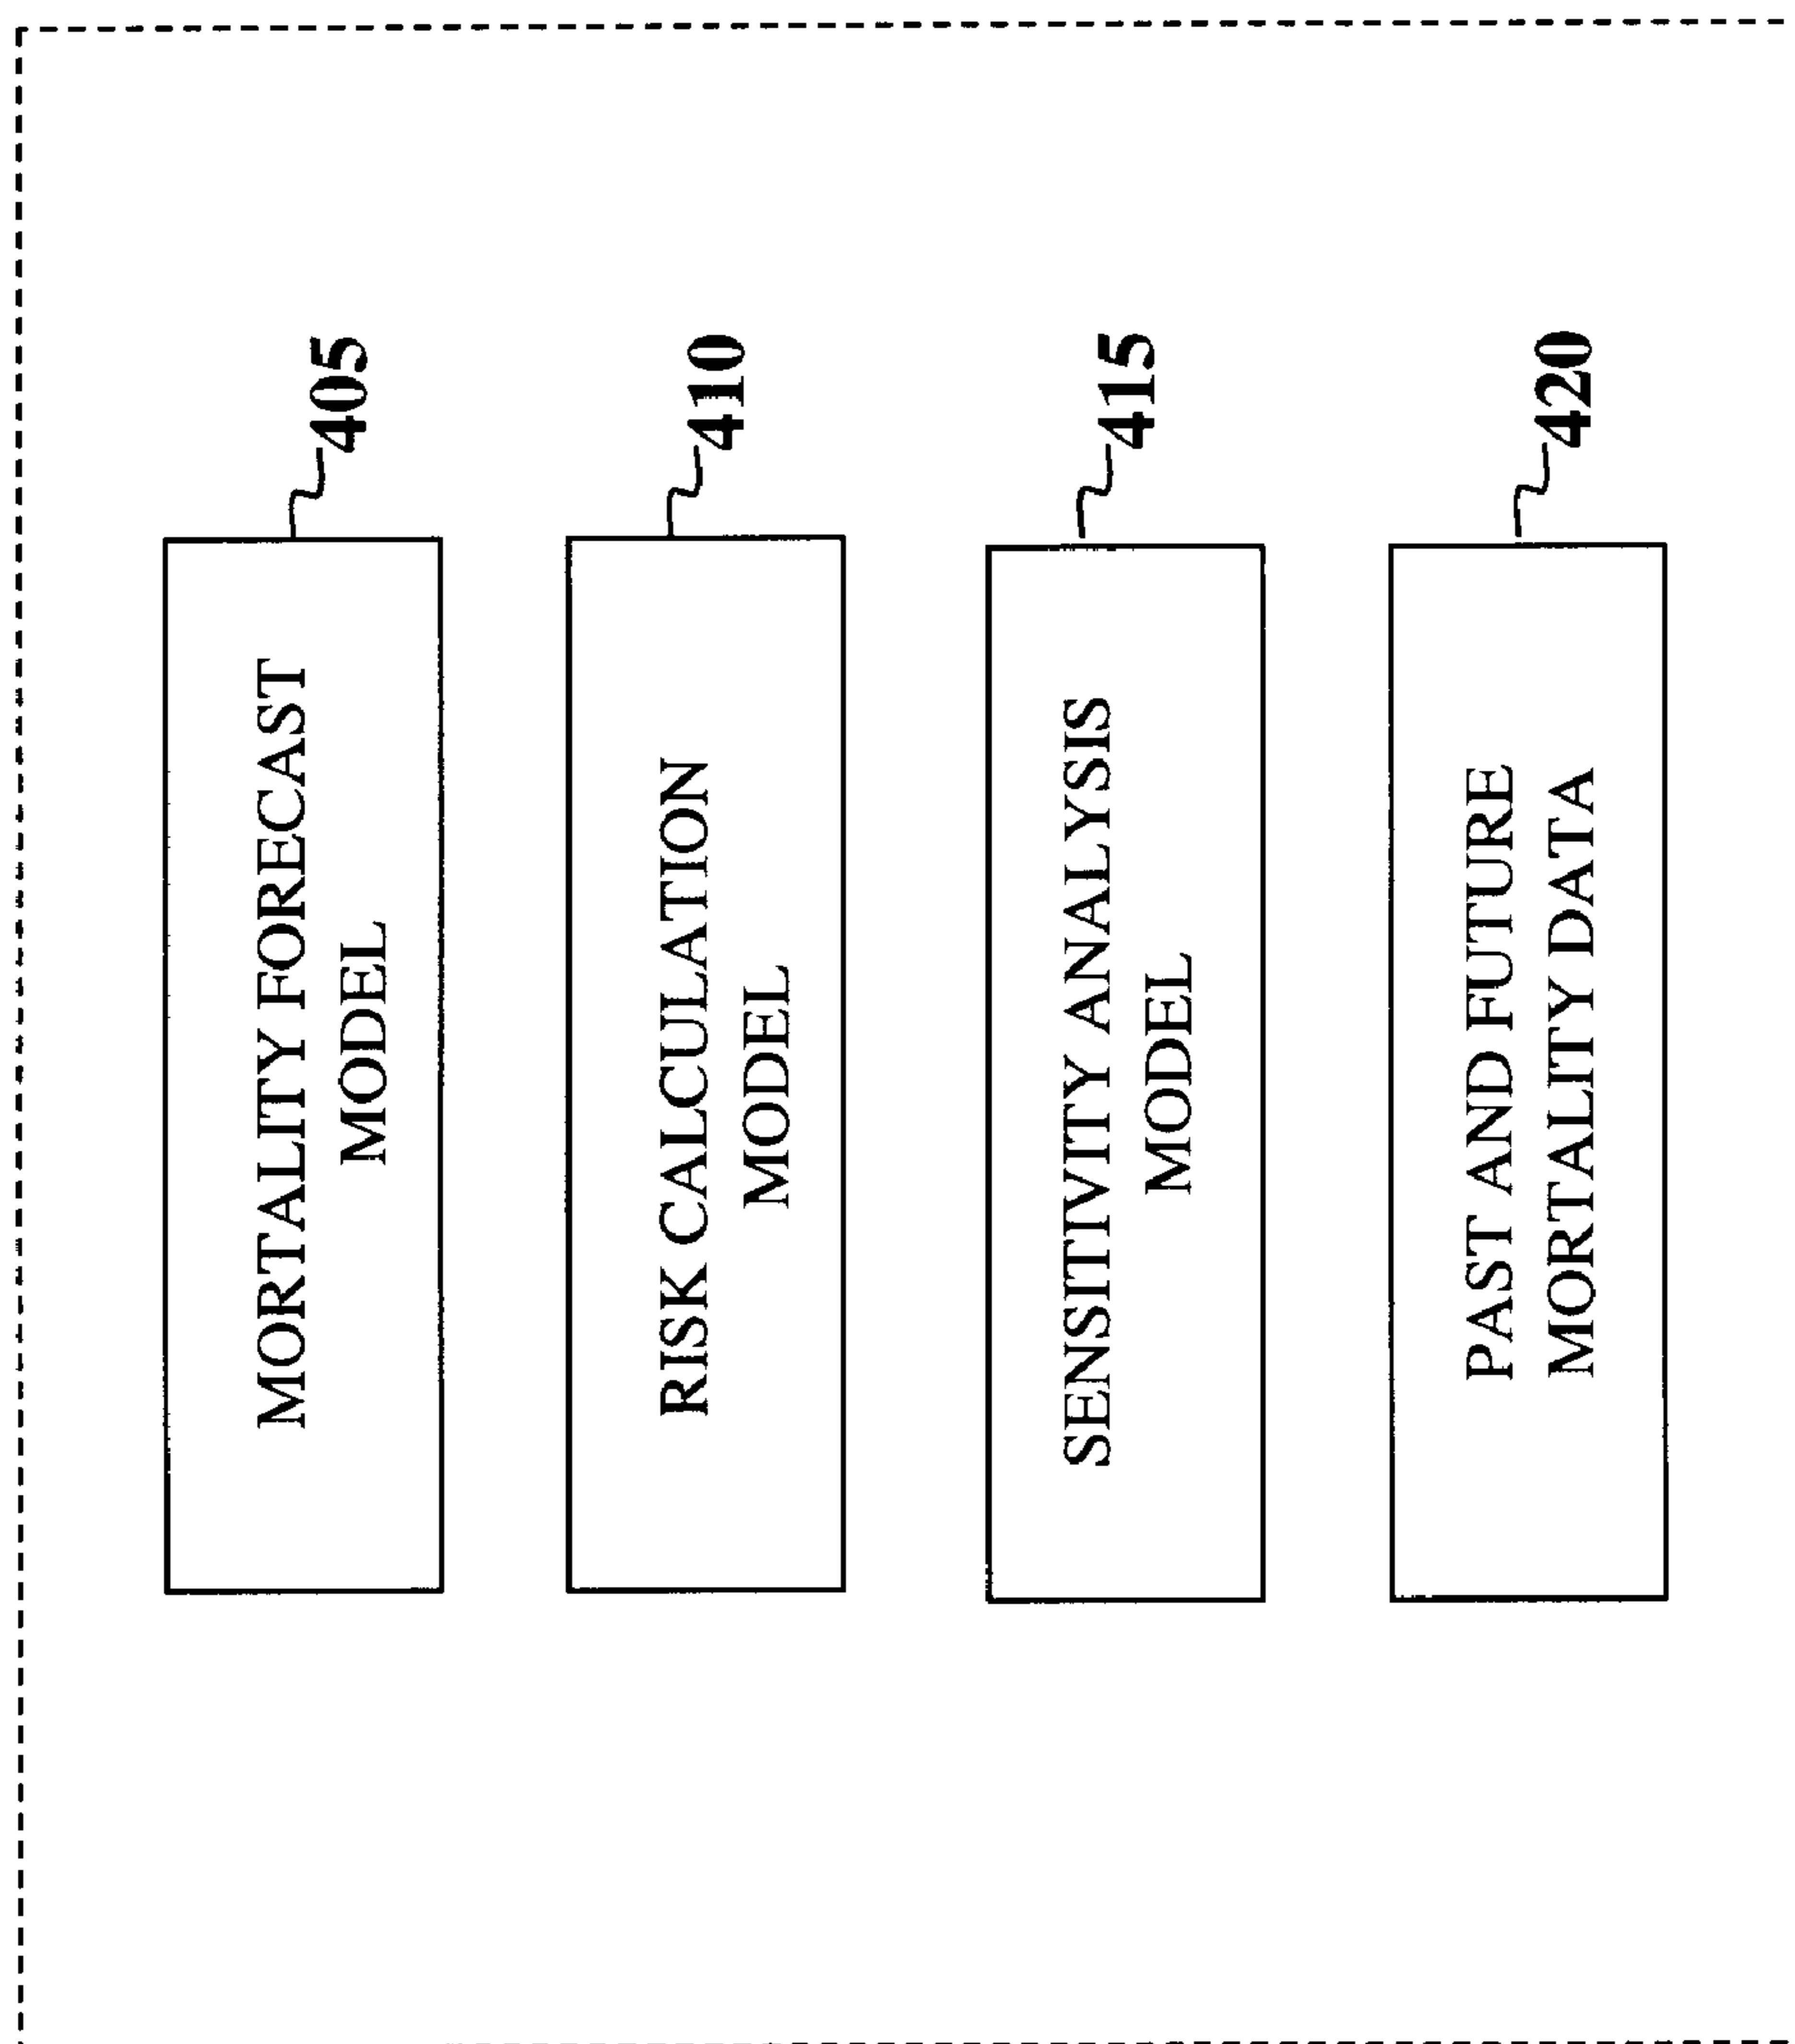 MORTALITY FORECAST
MODEL
405
RISK CALCULATION
MODEL
410
SENSITIVITY ANALYSIS
MODEL
415
PAST AND FUTURE
MORTALITY DATA
420